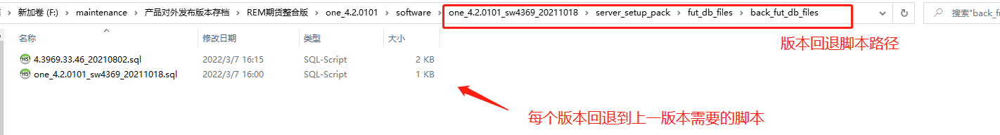 新加卷 (F:) › maintenance › 产品对外发布版本存档 › REM期货整合版 › one_4.2.0101 › software › one_4.2.0101_sw4369_20211018 › server_setup_pack › fut_db_files › back_fut_db_files 搜索"back_fu
名称 修改日期 类型 大小
版本回退脚本路径
4.3969.33.46_20210802.sql 2022/3/7 16:15 SQL-Script 2 KB
one_4.2.0101_sw4369_20211018.sql 2022/3/7 16:00 SQL-Script 1 KB
每个版本回退到上一版本需要的脚本